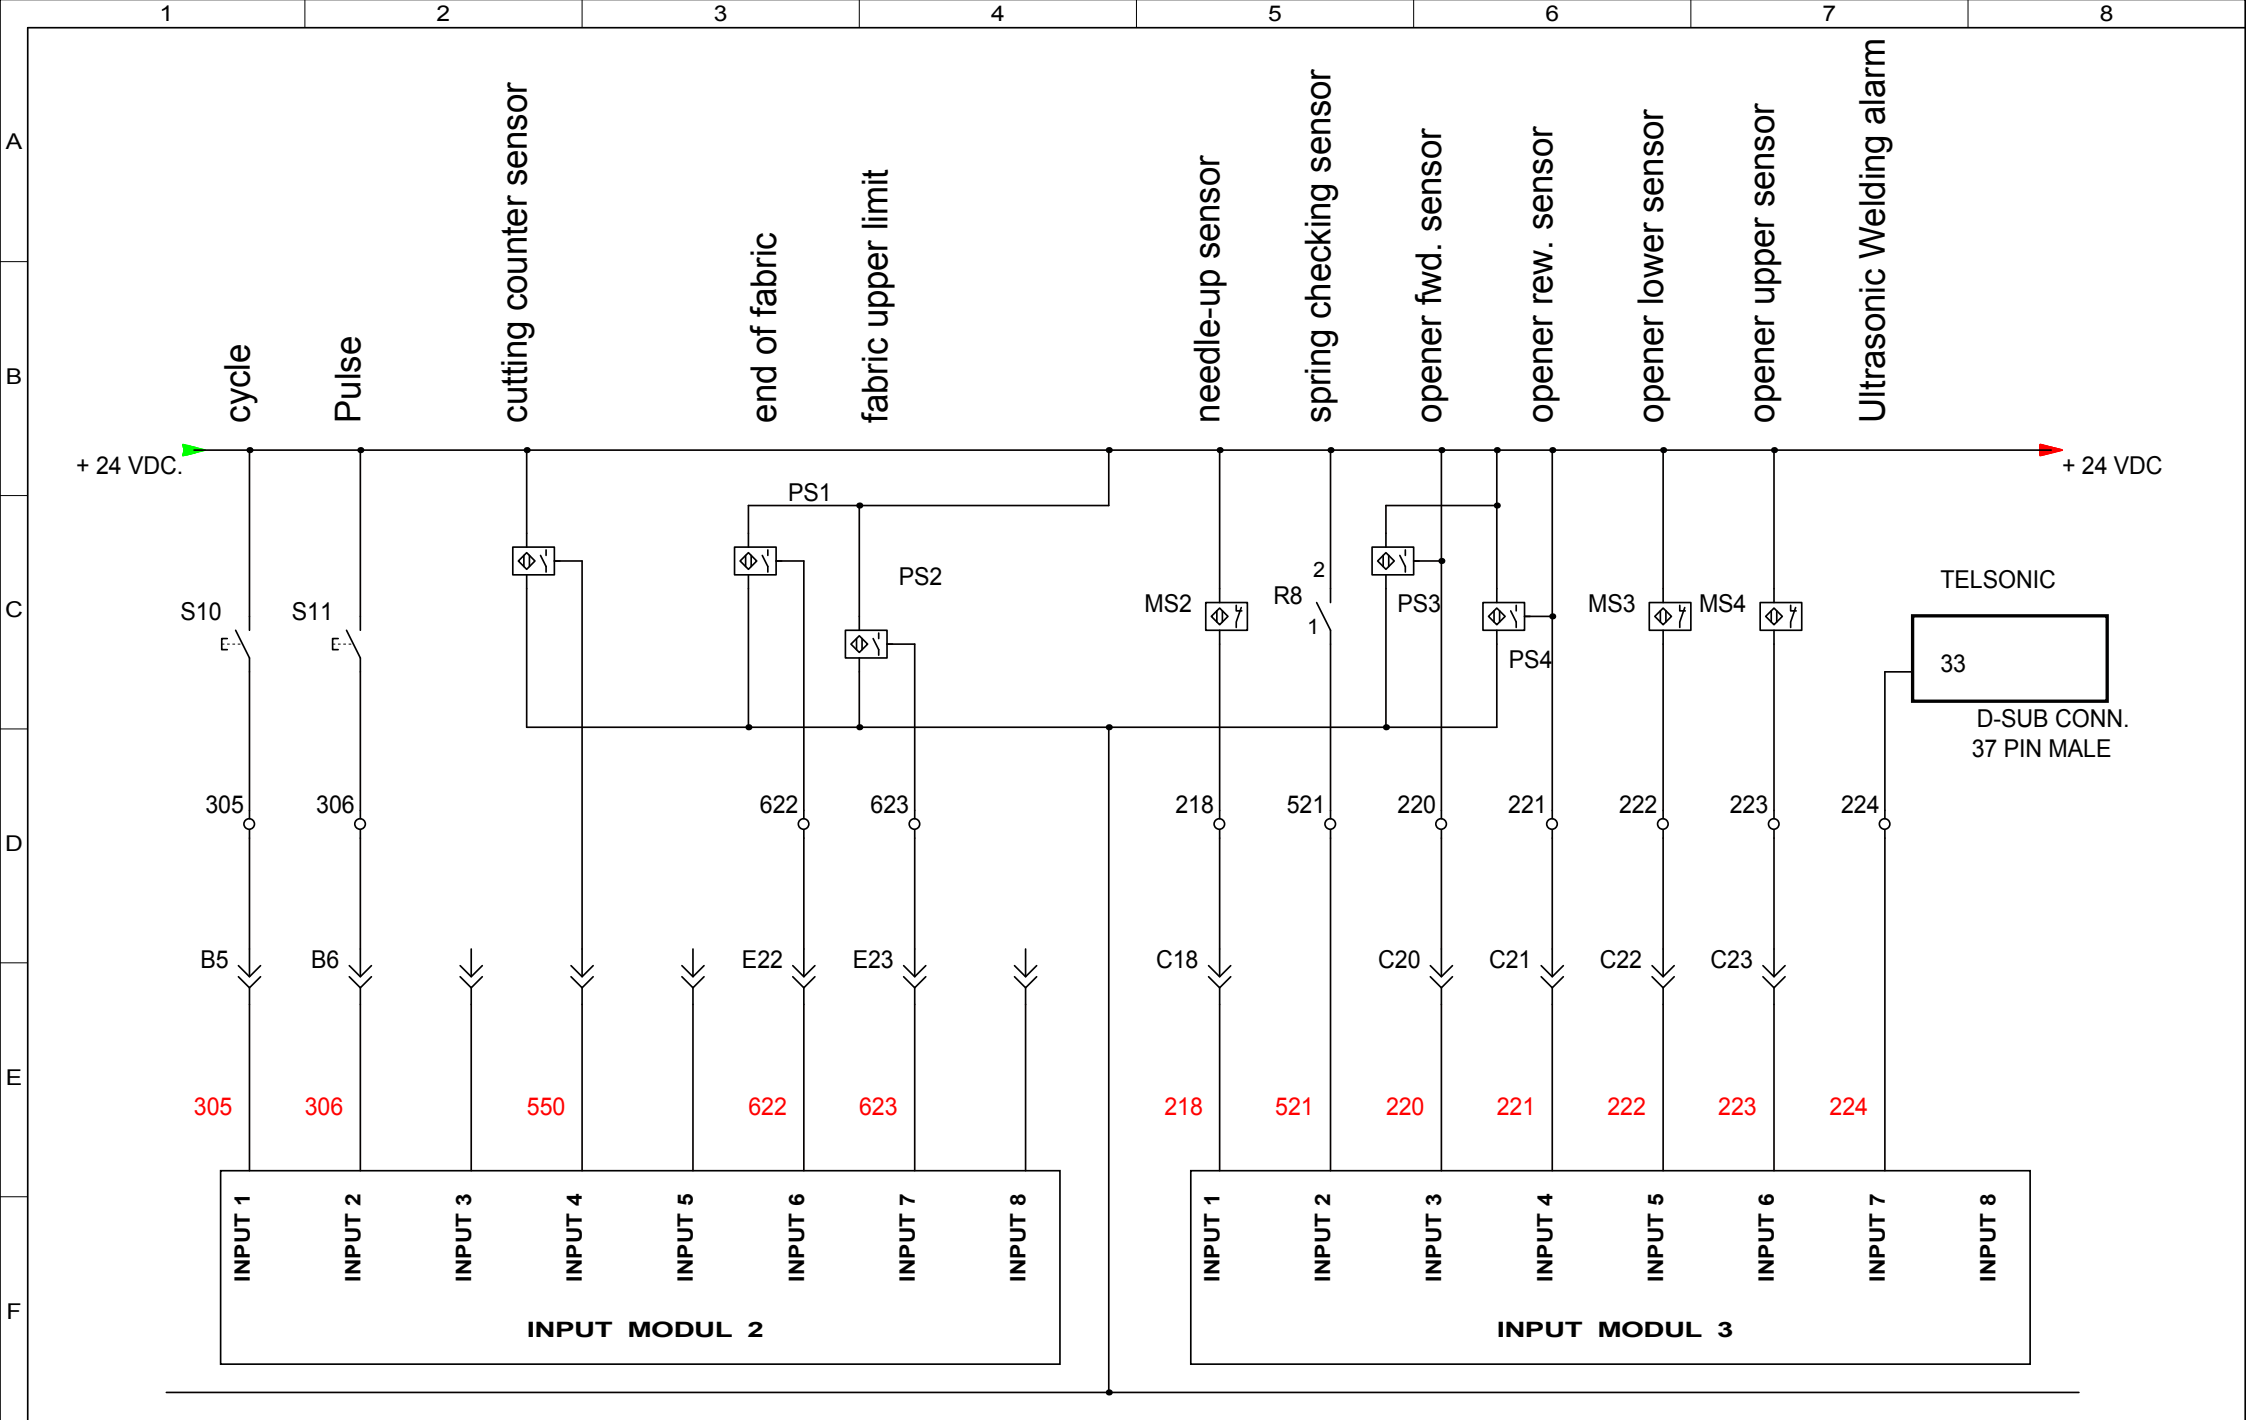 1 2 3 4 5 6 7 8
A
B
C
D
E
F
cycle
Pulse
cutting counter sensor
end of fabric
fabric upper limit
needle-up sensor
spring checking sensor
opener fwd. sensor
opener rew. sensor
opener lower sensor
opener upper sensor
Ultrasonic Welding alarm
+ 24 VDC.
+ 24 VDC
PS1
PS2
2
TELSONIC
S10
S11
MS2
R8
1
PS3
MS3
MS4
PS4
33
D-SUB CONN.
37 PIN MALE
305 306 622 623 218 521 220 221 222 223 224
B5 B6 E22 E23 C18 C20 C21 C22 C23
305 306 550 622 623 218 521 220 221 222 223 224
INPUT 1
INPUT 2
INPUT 3
INPUT 4
INPUT 5
INPUT 6
INPUT 7
INPUT 8
INPUT MODUL 2
INPUT 1
INPUT 2
INPUT 3
INPUT 4
INPUT 5
INPUT 6
INPUT 7
INPUT 8
INPUT MODUL 3